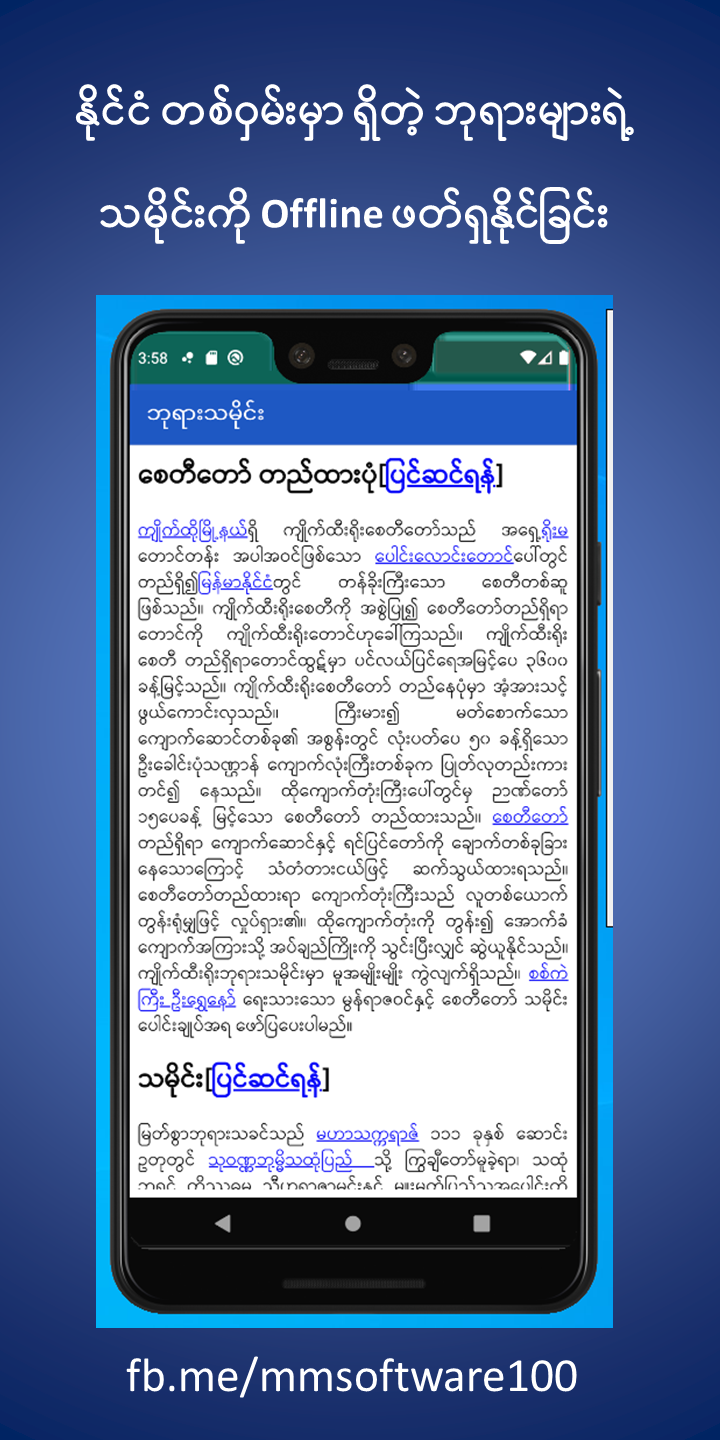 နိုင်ငံ တစ်ဝှမ်းမှာ ရှိတဲ့ ဘုရားများရဲ့
သမိုင်းကို Offline ဖတ်ရှုနိုင်ခြင်း
3:58
ဘုရားသမိုင်း
စေတီတော် တည်ထားပုံ[ပြင်ဆင်ရန်]
ကျိုက်ထိုမြို့နယ်ရှိ ကျိုက်ထီးရိုးစေတီတော်သည် အရှေ့ရိုးမ
တောင်တန်း အပါအဝင်ဖြစ်သော ပေါင်းလောင်းတောင်ပေါ်တွင်
တည်ရှိ၍မြန်မာနိုင်ငံတွင် တန်ခိုးကြီးသော စေတီတစ်ဆူ
ဖြစ်သည်။ ကျိုက်ထီးရိုးစေတီကို အစွဲပြု၍ စေတီတော်တည်ရှိရာ
တောင်ကို ကျိုက်ထီးရိုးတောင်ဟုခေါ်ကြသည်။ ကျိုက်ထီးရိုး
စေတီ တည်ရှိရာတောင်ထွဋ်မှာ ပင်လယ်ပြင်ရေအမြင့်ပေ ၃၆၀၀
ခန့်မြင့်သည်။ ကျိုက်ထီးရိုးစေတီတော် တည်နေပုံမှာ အံ့အားသင့်
ဖွယ်ကောင်းလှသည်။ ကြီးမား၍ မတ်စောက်သော
ကျောက်ဆောင်တစ်ခု၏ အစွန်းတွင် လုံးပတ်ပေ ၅၀ ခန့်ရှိသော
ဦးခေါင်းပုံသဏ္ဌာန် ကျောက်လုံးကြီးတစ်ခုက ပြုတ်လုတည်းကား
တင်၍ နေသည်။ ထိုကျောက်တုံးကြီးပေါ်တွင်မှ ဉာဏ်တော်
၁၅ပေခန့် မြင့်သော စေတီတော် တည်ထားသည်။ စေတီတော်
တည်ရှိရာ ကျောက်ဆောင်နှင့် ရင်ပြင်တော်ကို ချောက်တစ်ခုခြား
နေသောကြောင့် သံတံတားငယ်ဖြင့် ဆက်သွယ်ထားရသည်။
စေတီတော်တည်ထားရာ ကျောက်တုံးကြီးသည် လူတစ်ယောက်
တွန်းရုံမျှဖြင့် လှုပ်ရှား၏။ ထိုကျောက်တုံးကို တွန်း၍ အောက်ခံ
ကျောက်အကြားသို့ အပ်ချည်ကြိုးကို သွင်းပြီးလျှင် ဆွဲယူနိုင်သည်။
ကျိုက်ထီးရိုးဘုရားသမိုင်းမှာ မူအမျိုးမျိုး ကွဲလျက်ရှိသည်။ စစ်ကဲ
ကြီး ဦးရွှေနော် ရေးသားသော မွန်ရာဇဝင်နှင့် စေတီတော် သမိုင်း
ပေါင်းချုပ်အရ ဖော်ပြပေးပါမည်။
သမိုင်း[ပြင်ဆင်ရန်]
မြတ်စွာဘုရားသခင်သည် မဟာသက္ကရာဇ် ၁၁၁ ခုနှစ် ဆောင်း
ဥတုတွင် သုဝဏ္ဏဘုမ္မိသထုံပြည် သို့ ကြွချီတော်မူခဲ့ရာ၊ သထုံ
fb.me/mmsoftware100